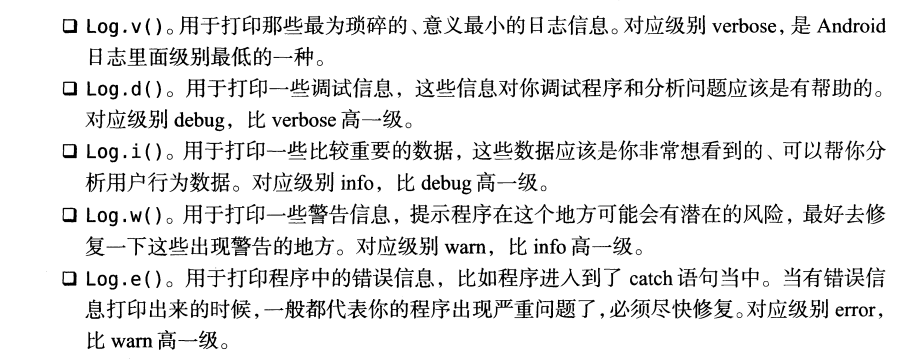 ❑ Log.v()。用于打印那些最为琐碎的、意义最小的日志信息。对应级别 verbose，是 Android
日志里面级别最低的一种。
❑ Log.d()。用于打印一些调试信息，这些信息对你调试程序和分析问题应该是有帮助的。
对应级别 debug，比 verbose 高一级。
❑ Log.i()。用于打印一些比较重要的数据，这些数据应该是你非常想看到的、可以帮你分
析用户行为数据。对应级别 info，比 debug 高一级。
❑ Log.w()。用于打印一些警告信息，提示程序在这个地方可能会有潜在的风险，最好去修
复一下这些出现警告的地方。对应级别 warn，比 info 高一级。
❑ Log.e()。用于打印程序中的错误信息，比如程序进入到了 catch 语句当中。当有错误信
息打印出来的时候，一般都代表你的程序出现严重问题了，必须尽快修复。对应级别 error，
比 warn 高一级。